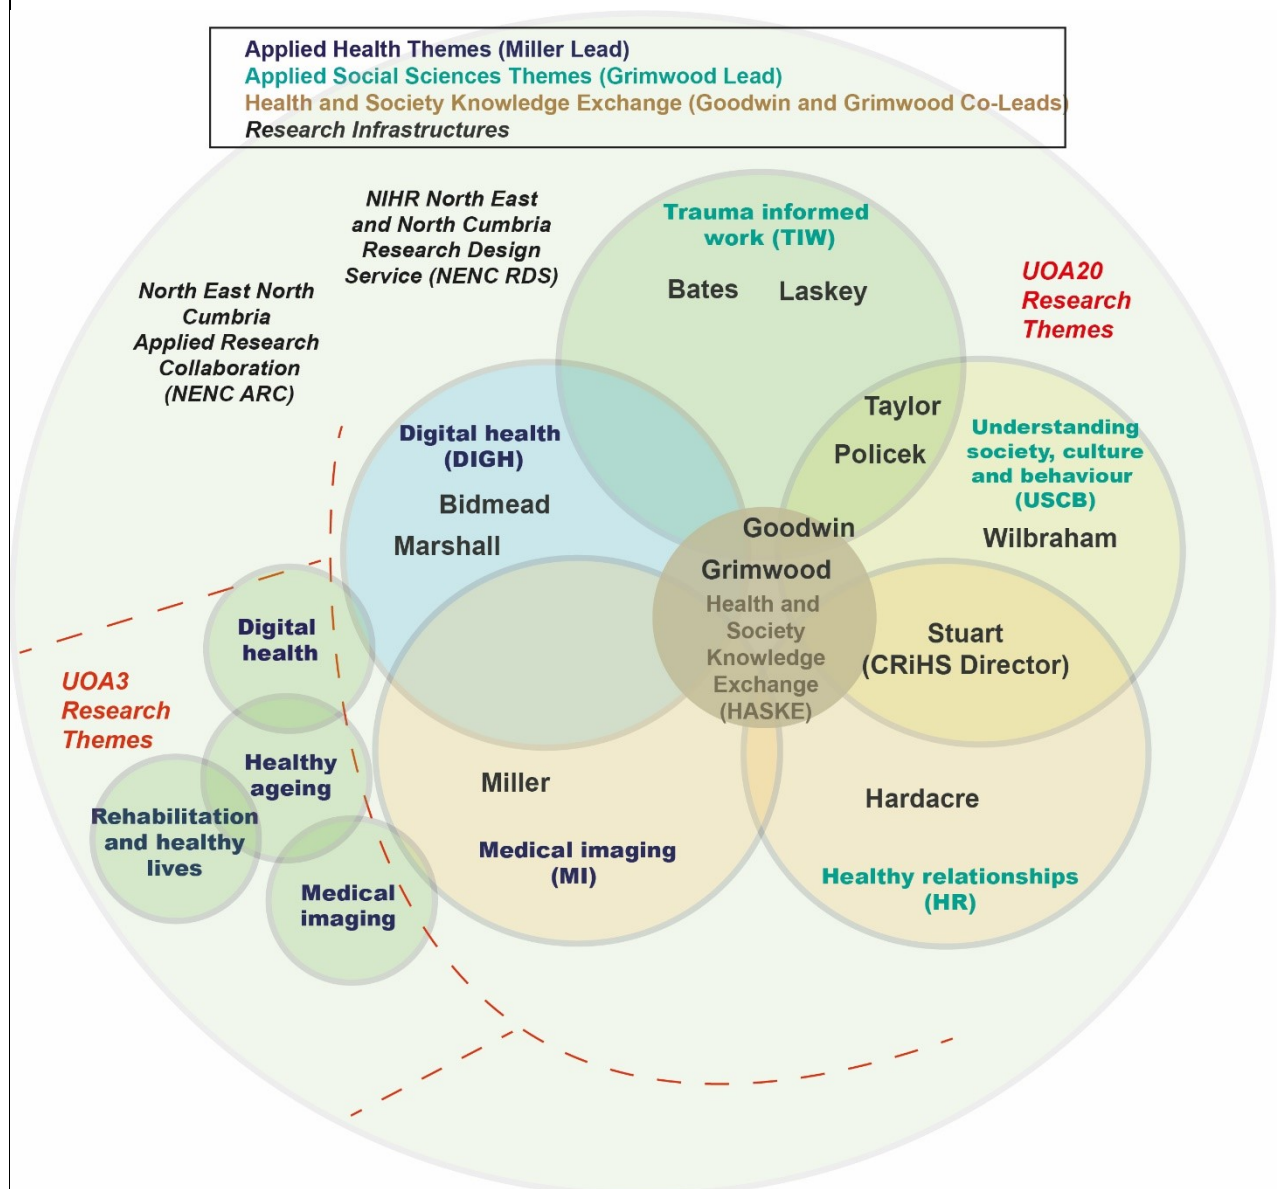 Applied Health Themes (Miller Lead)
Applied Social Sciences Themes (Grimwood Lead)
Health and Society Knowledge Exchange (Goodwin and Grimwood Co-Leads)
Research Infrastructures
NIHR North East
and North Cumbria
Research Design
Service (NENC RDS)
North East North
Cumbria
Applied Research
Collaboration
(NENC ARC)
Trauma informed
work (TIW)
Bates
Laskey
UOA20
Research
Themes
Taylor
Policek
Understanding
society, culture
and behaviour
(USCB)
Wilbraham
Digital health
(DIGH)
Bidmead
Marshall
Goodwin
Grimwood
Health and
Society
Knowledge
Exchange
(HASKE)
Stuart
(CRiHS Director)
Digital
health
UOA3
Research
Themes
Healthy
ageing
Rehabilitation
and healthy
lives
Medical
imaging
Miller
Medical imaging
(MI)
Hardacre
Healthy relationships
(HR)